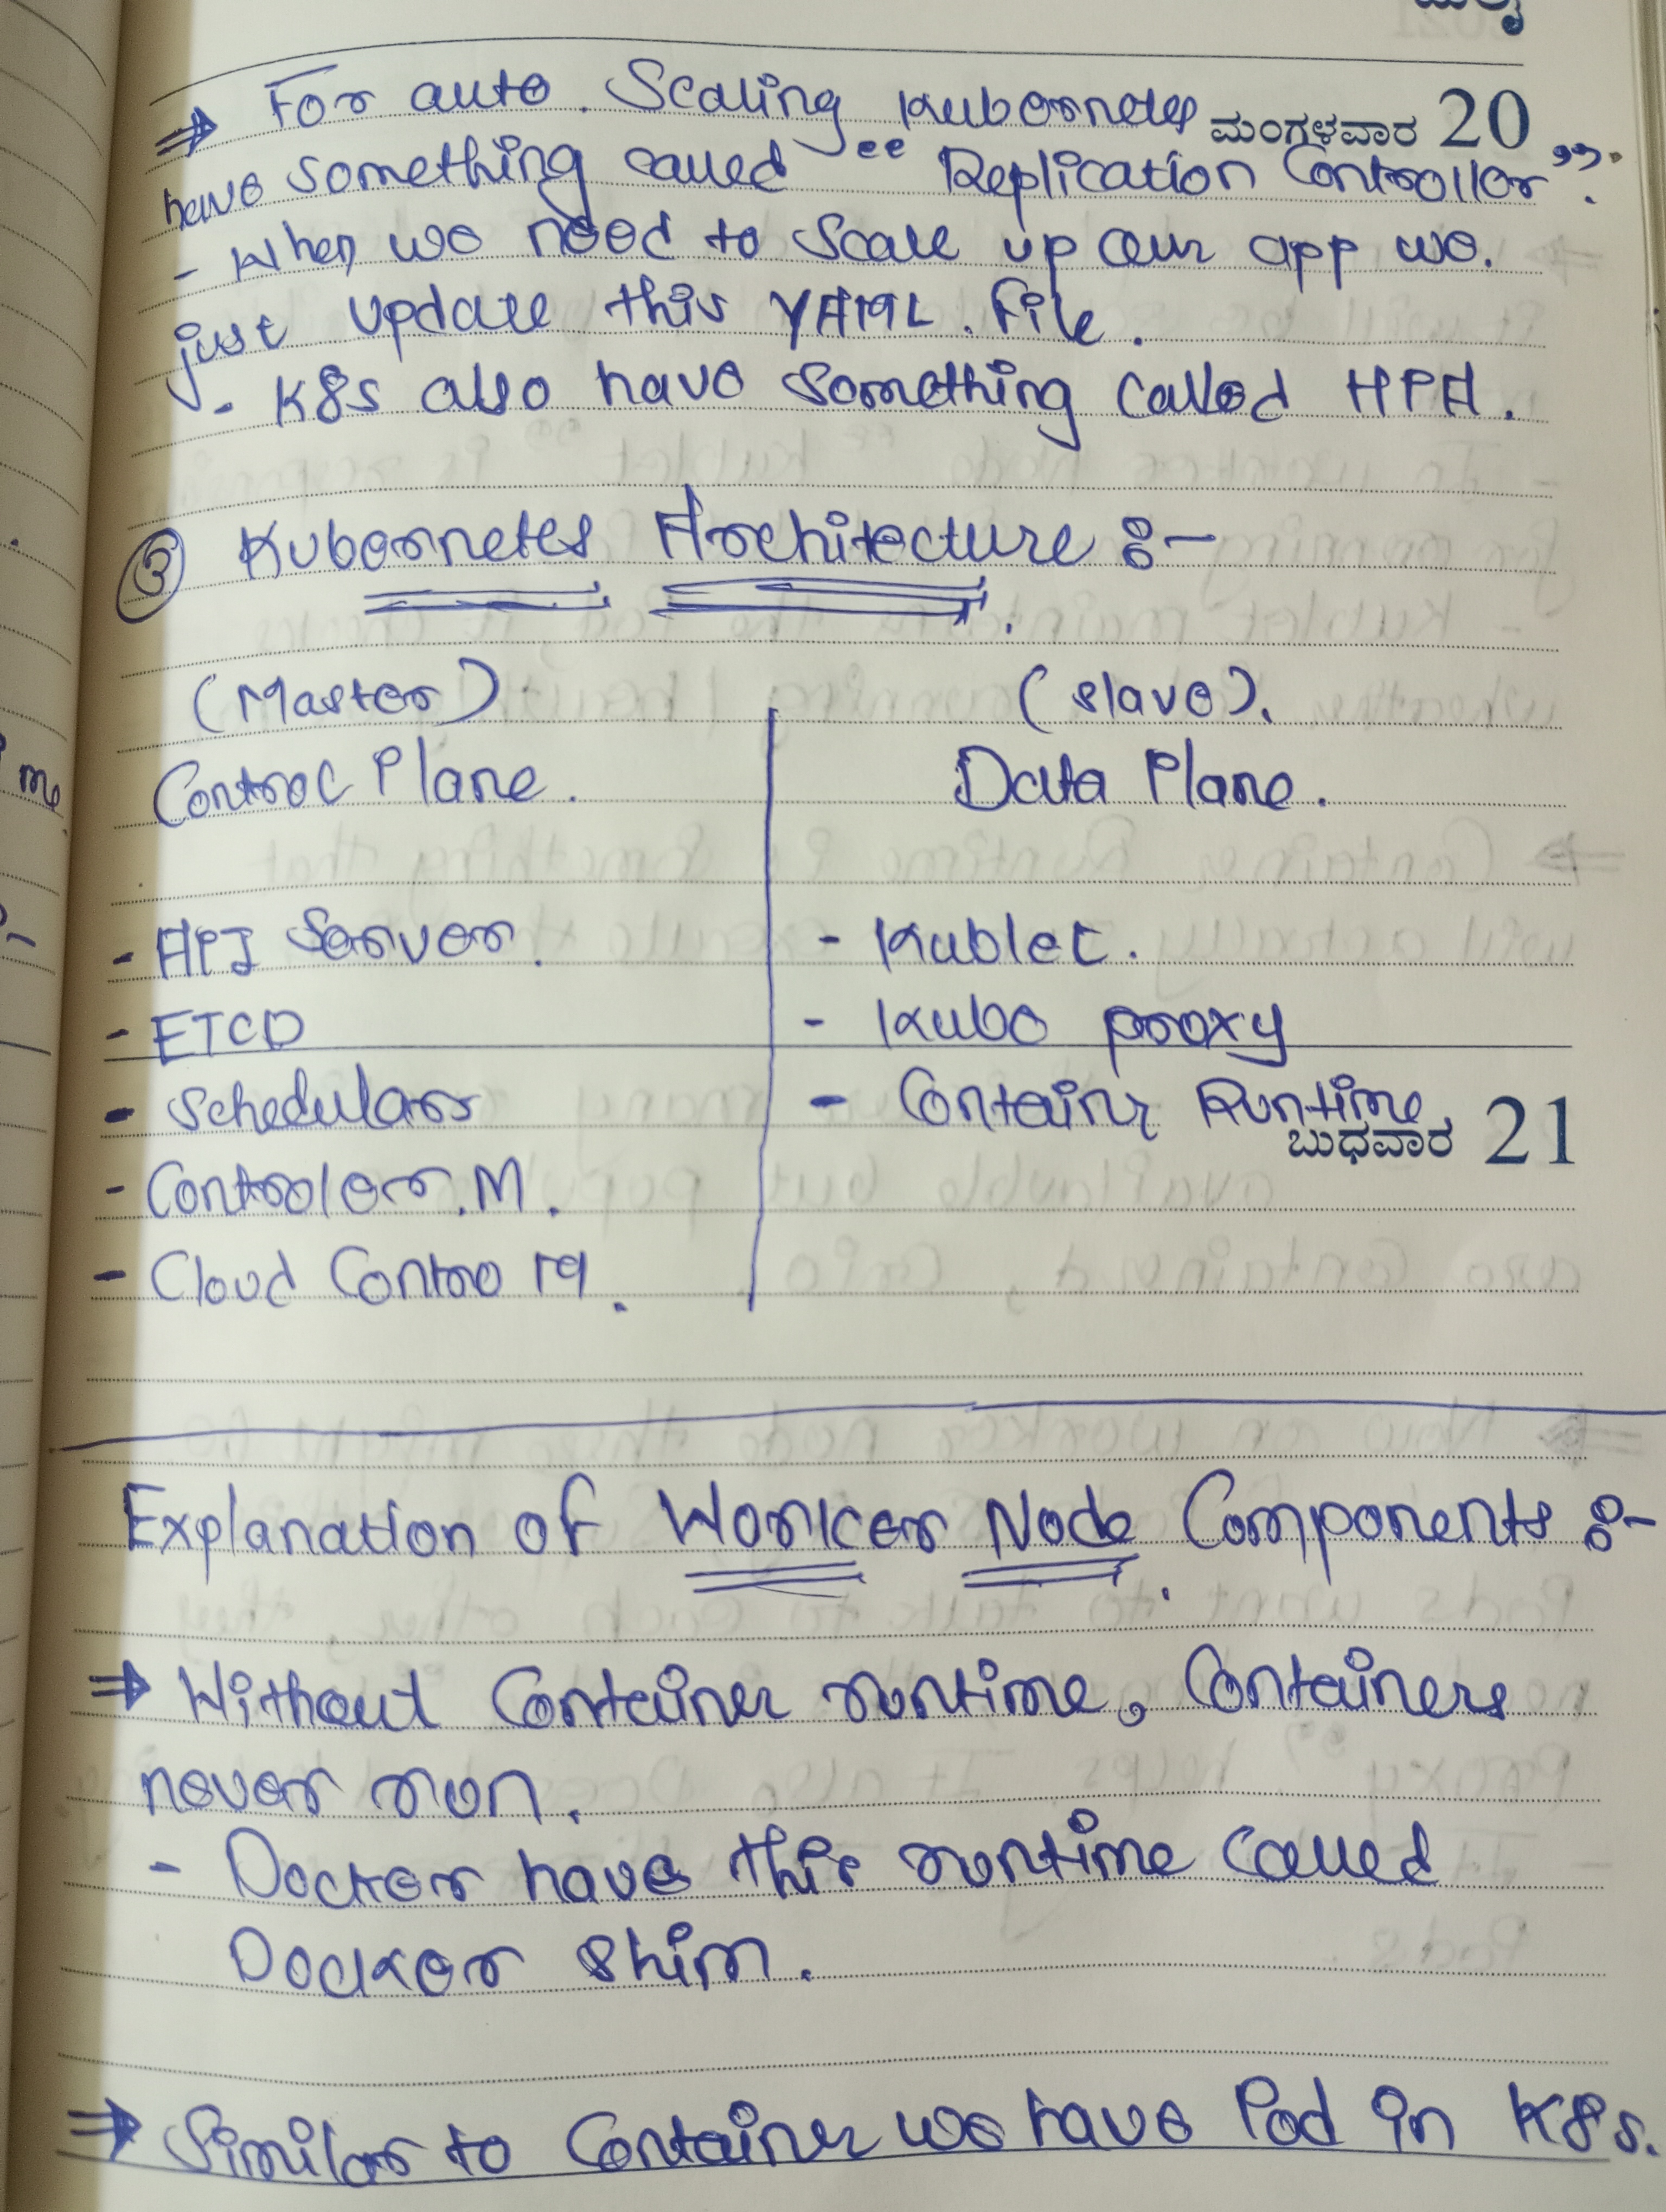 ⇒ For auto. Scaling Kubernetes ಮಂಗಳವಾರ 20
have something called "Replication Controller".
- When we need to Scale up our app we.
just update this YAML. file.
- K8s also have something called HPA.
③ Kubernetes Architecture :-
(Master) (slave).
Control Plane. Data Plane.
- API Server. - Kublet.
- ETCD - Kube proxy
- Schedulars - Container Runtime.
ಬುಧವಾರ 21
- Controler.M.
- Cloud Contro M.
Explanation of Worker Node Components :-
⇒ Without Container runtime, Containers
never run.
- Docker have this runtime called
Docker shim.
⇒ Similar to Container we have Pod in K8s.